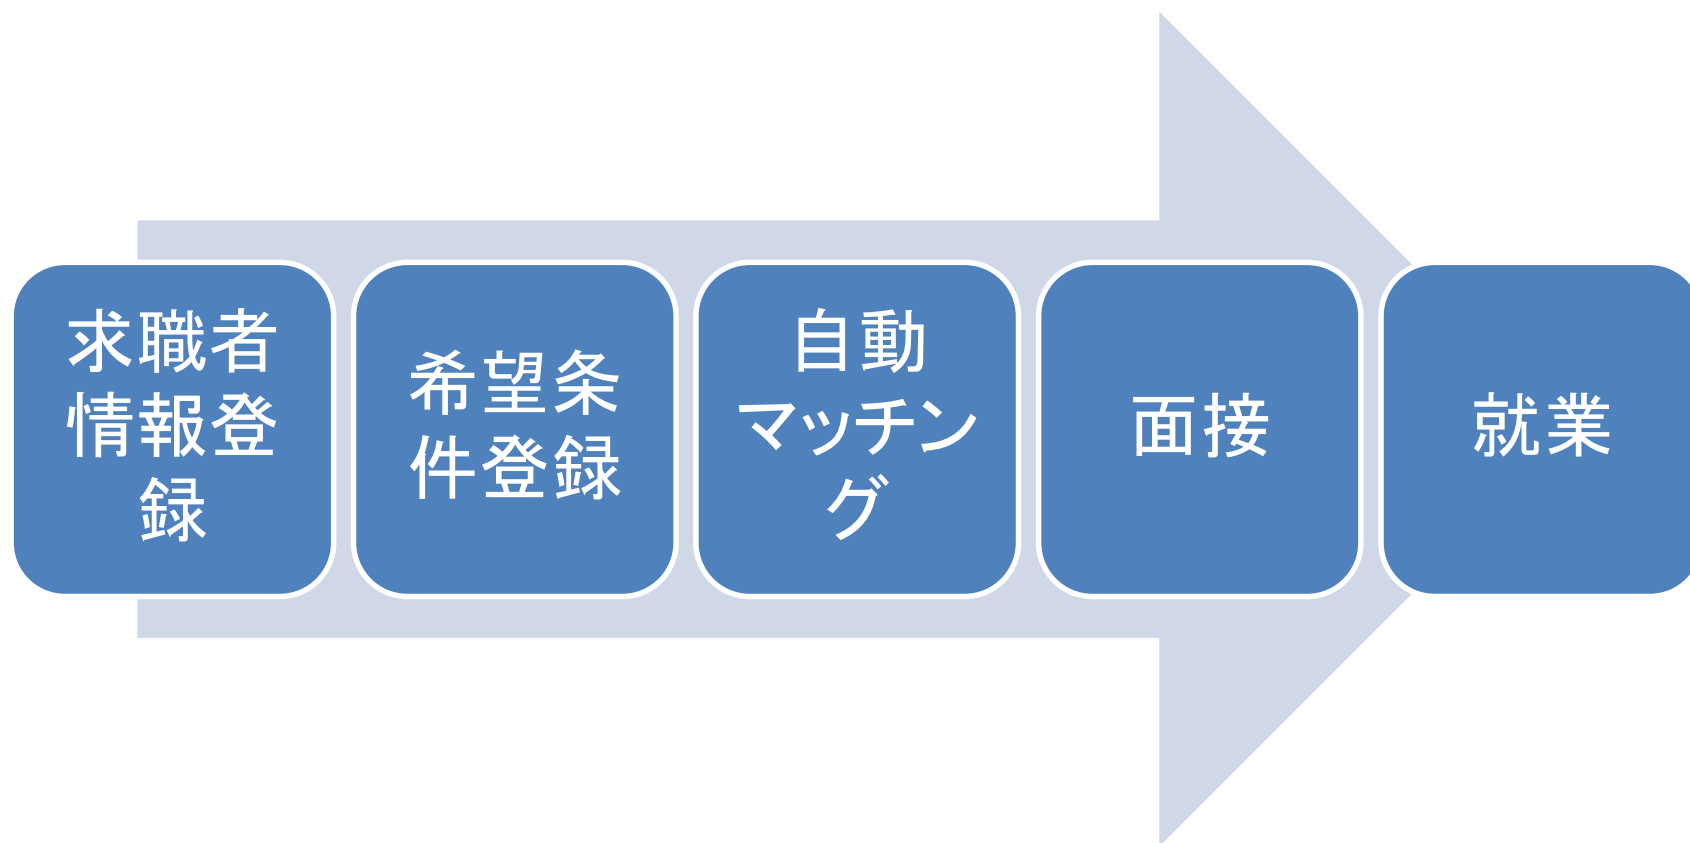 求職者
情報登
録
希望条
件登録
自動
マッチン
グ
面接
就業